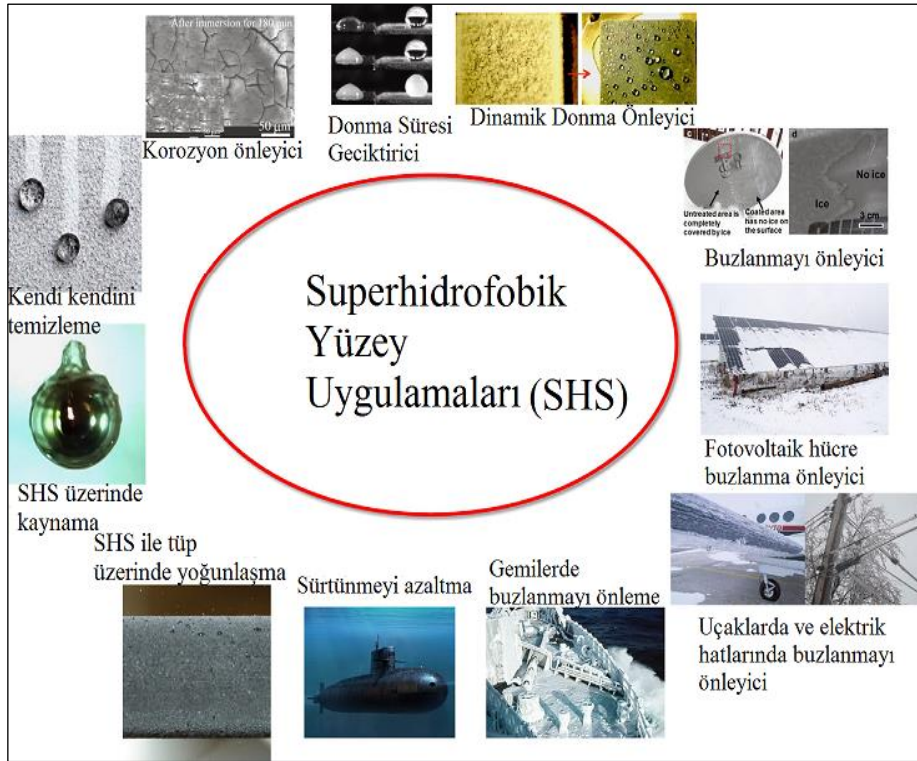 After immersion for 180 min
50 µm
Korozyon önleyici
Donma Süresi
Geciktirici
Dinamik Donma Önleyici
c
d
Untreated area is
completely
covered by ice
Coated area
has no ice on
the surface
No ice
Ice
3 cm
Buzlanmayı önleyici
Kendi kendini
temizleme
Superhidrofobik
Yüzey
Uygulamaları (SHS)
Fotovoltaik hücre
buzlanma önleyici
SHS üzerinde
kaynama
SHS ile tüp
üzerinde yoğunlaşma
Sürtünmeyi azaltma
Gemilerde
buzlanmayı önleme
Uçaklarda ve elektrik
hatlarında buzlanmayı
önleyici